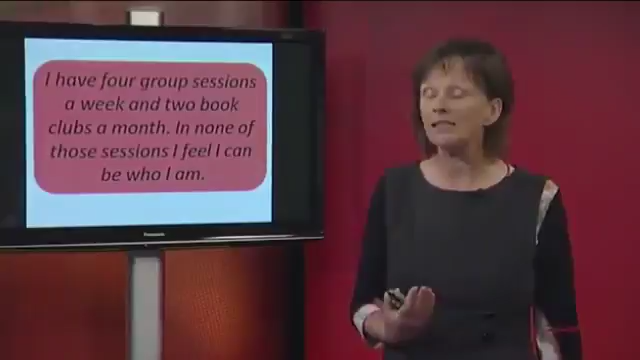 I have four group sessions
a week and two book
clubs a month. In none of
those sessions I feel I can
be who I am.
Panasonic